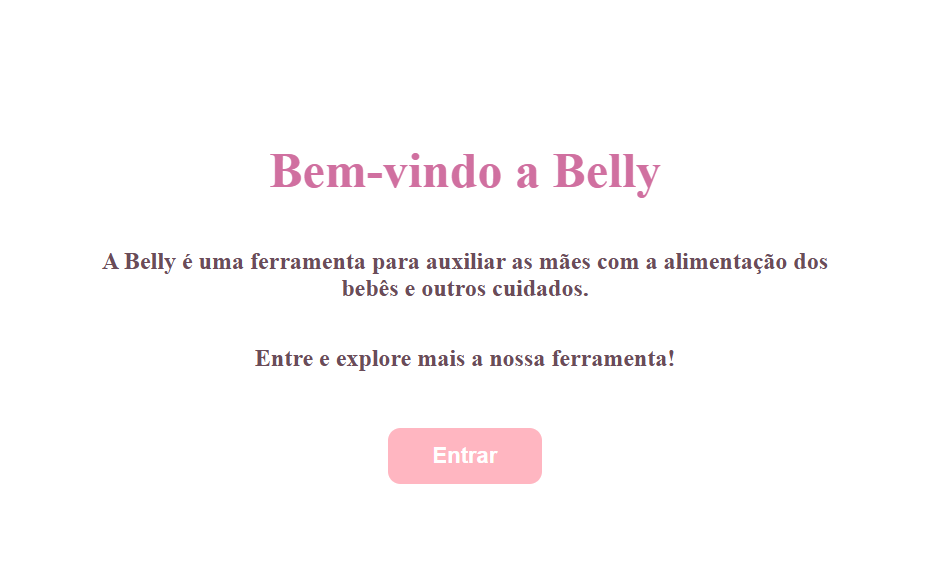 Bem-vindo a Belly
A Belly é uma ferramenta para auxiliar as mães com a alimentação dos
bebês e outros cuidados.
Entre e explore mais a nossa ferramenta!
Entrar